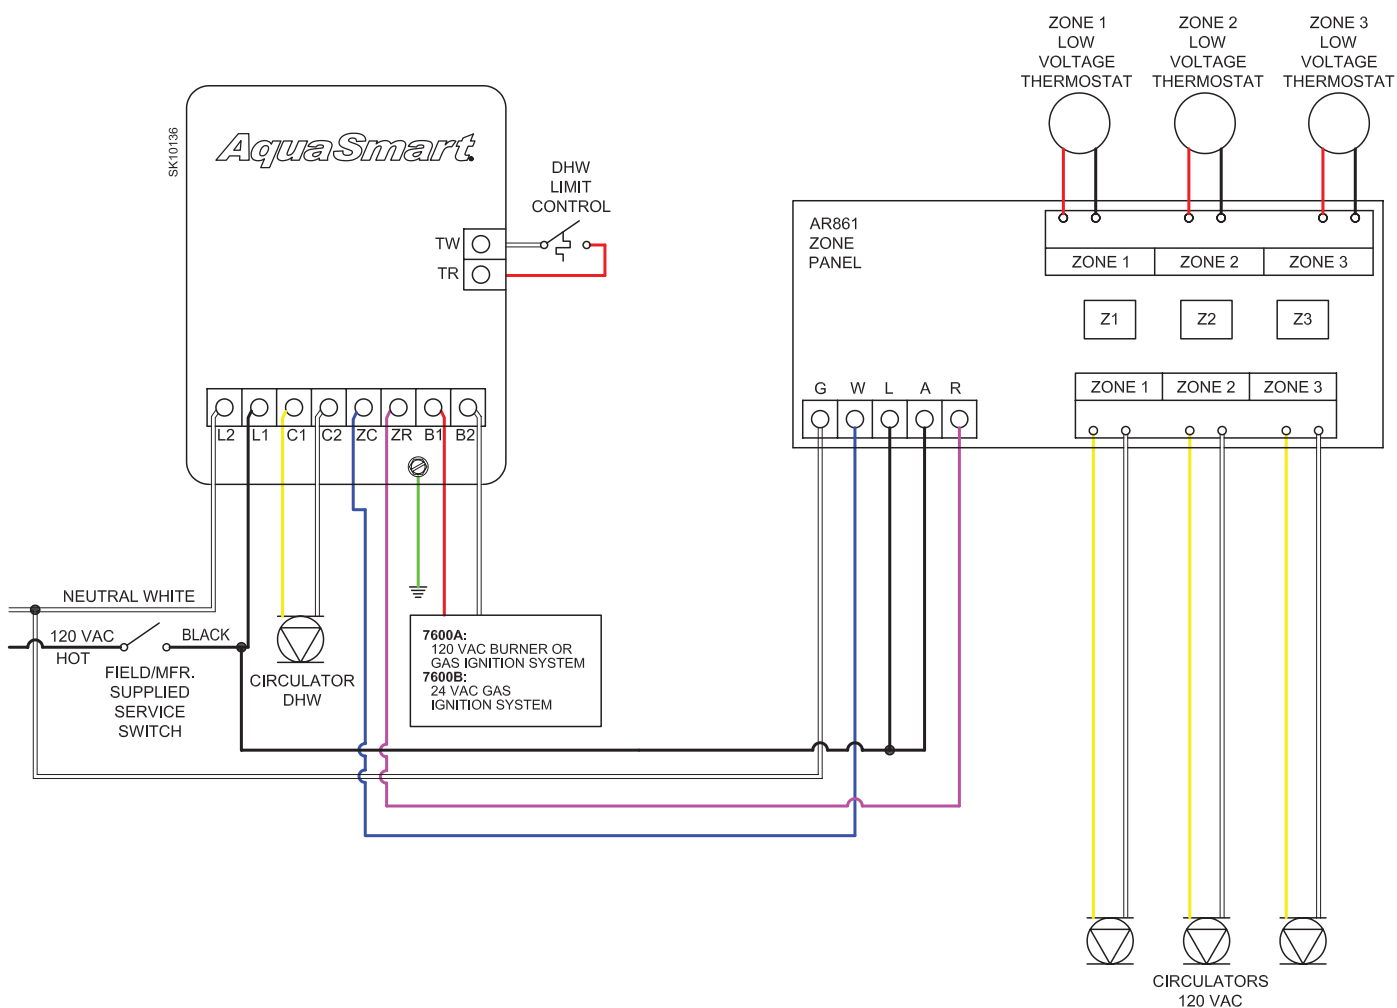 ZONE 1
LOW
VOLTAGE
THERMOSTAT
ZONE 2
LOW
VOLTAGE
THERMOSTAT
ZONE 3
LOW
VOLTAGE
THERMOSTAT
SK10136
AquaSmart
DHW
LIMIT
CONTROL
TW
TR
AR861
ZONE
PANEL
ZONE 1
ZONE 2
ZONE 3
Z1
Z2
Z3
ZONE 1
ZONE 2
ZONE 3
G
W
L
A
R
L2
L1
C1
C2
ZC
ZR
B1
B2
NEUTRAL WHITE
120 VAC
HOT
BLACK
FIELD/MFR.
SUPPLIED
SERVICE
SWITCH
CIRCULATOR
DHW
7600A:
120 VAC BURNER OR
GAS IGNITION SYSTEM
7600B:
24 VAC GAS
IGNITION SYSTEM
CIRCULATORS
120 VAC